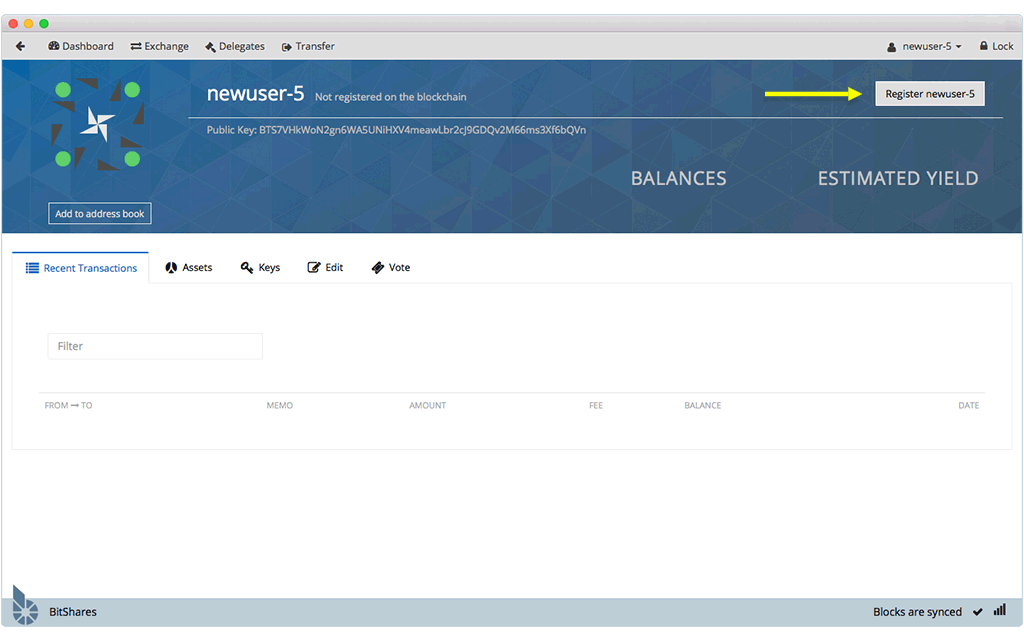 Dashboard Exchange Delegates Transfer newuser-5 Lock
newuser-5 Not registered on the blockchain Register newuser-5
Public Key: BTS7VHkWoN2gn6WA5UNiHXV4meawLbr2cJ9GDQv2M66ms3Xf6bQVn
BALANCES ESTIMATED YIELD
Add to address book
Recent Transactions Assets Keys Edit Vote
Filter
FROM ➞ TO MEMO AMOUNT FEE BALANCE DATE
BitShares Blocks are synced